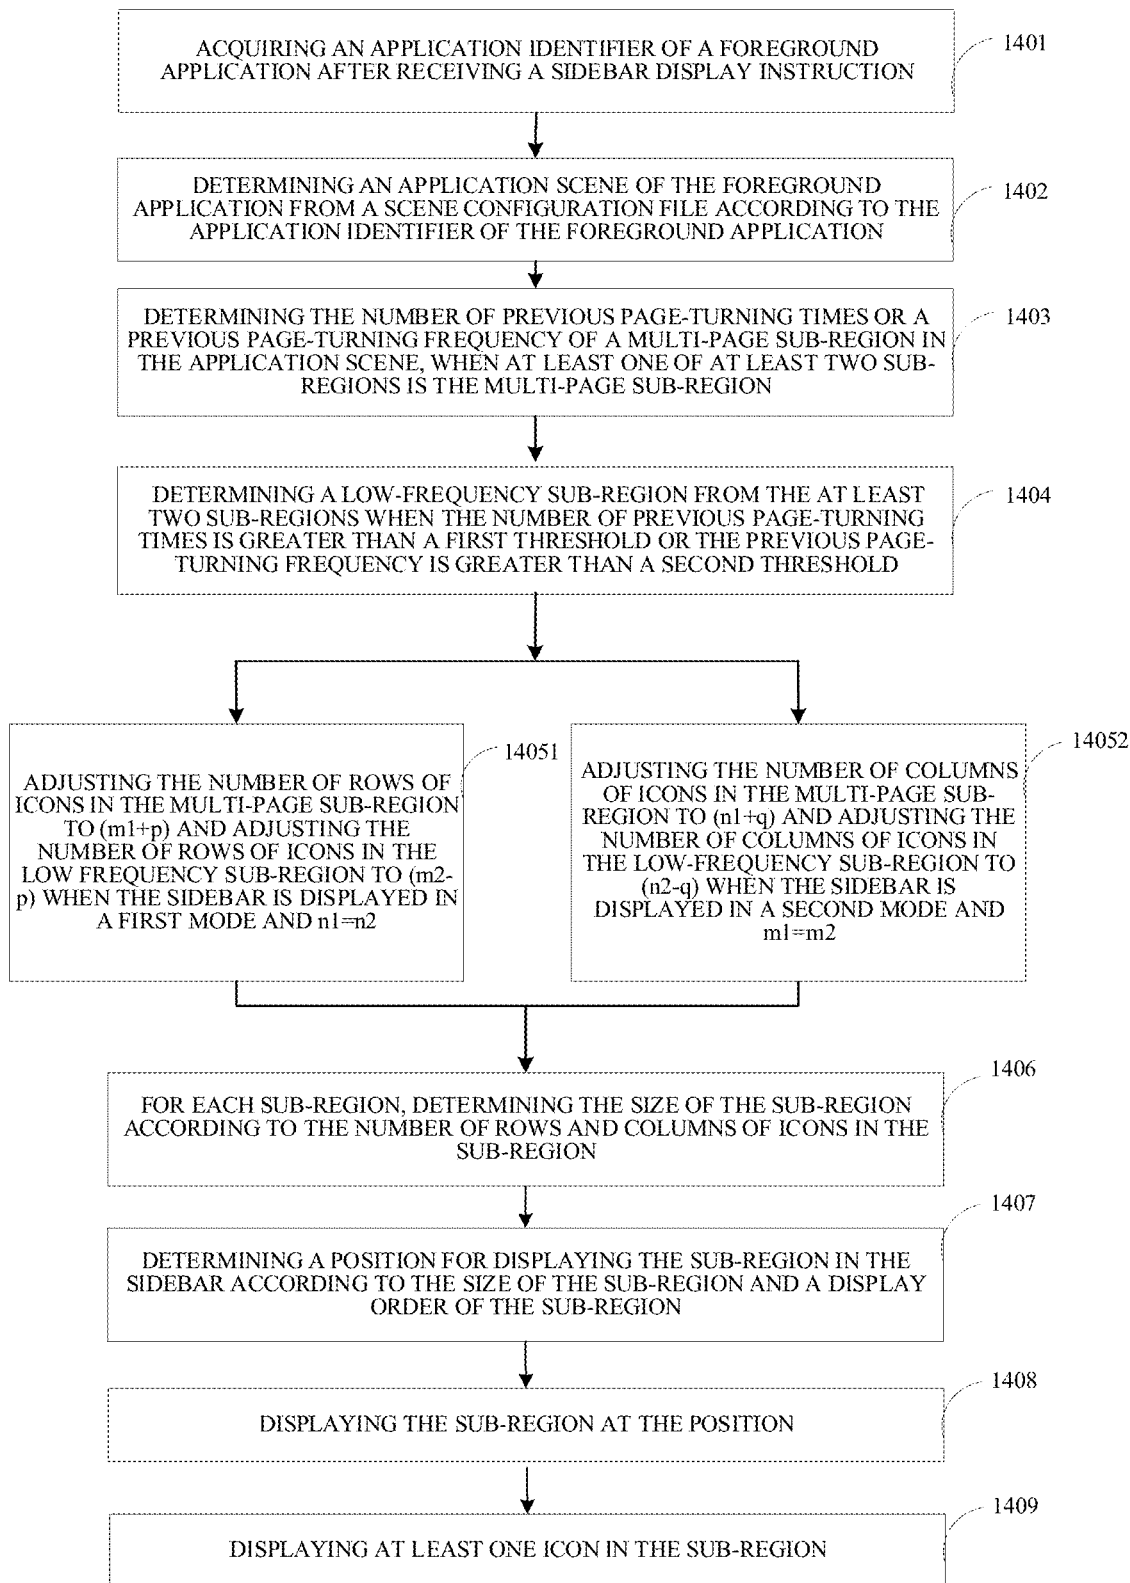 ACQUIRING AN APPLICATION IDENTIFIER OF A FOREGROUND
APPLICATION AFTER RECEIVING A SIDEBAR DISPLAY INSTRUCTION
1401
DETERMINING AN APPLICATION SCENE OF THE FOREGROUND
APPLICATION FROM A SCENE CONFIGURATION FILE ACCORDING TO THE
APPLICATION IDENTIFIER OF THE FOREGROUND APPLICATION
1402
DETERMINING THE NUMBER OF PREVIOUS PAGE-TURNING TIMES OR A
PREVIOUS PAGE-TURNING FREQUENCY OF A MULTI-PAGE SUB-REGION IN
THE APPLICATION SCENE, WHEN AT LEAST ONE OF AT LEAST TWO SUB-
REGIONS IS THE MULTI-PAGE SUB-REGION
1403
DETERMINING A LOW-FREQUENCY SUB-REGION FROM THE AT LEAST
TWO SUB-REGIONS WHEN THE NUMBER OF PREVIOUS PAGE-TURNING
TIMES IS GREATER THAN A FIRST THRESHOLD OR THE PREVIOUS PAGE-
TURNING FREQUENCY IS GREATER THAN A SECOND THRESHOLD
1404
ADJUSTING THE NUMBER OF ROWS OF
ICONS IN THE MULTI-PAGE SUB-REGION
TO (m1+p) AND ADJUSTING THE
NUMBER OF ROWS OF ICONS IN THE
LOW FREQUENCY SUB-REGION TO (m2-
p) WHEN THE SIDEBAR IS DISPLAYED IN
A FIRST MODE AND n1=n2
14051
ADJUSTING THE NUMBER OF COLUMNS
OF ICONS IN THE MULTI-PAGE SUB-
REGION TO (n1+q) AND ADJUSTING THE
NUMBER OF COLUMNS OF ICONS IN
THE LOW-FREQUENCY SUB-REGION TO
(n2-q) WHEN THE SIDEBAR IS
DISPLAYED IN A SECOND MODE AND
m1=m2
14052
FOR EACH SUB-REGION, DETERMINING THE SIZE OF THE SUB-REGION
ACCORDING TO THE NUMBER OF ROWS AND COLUMNS OF ICONS IN THE
SUB-REGION
1406
DETERMINING A POSITION FOR DISPLAYING THE SUB-REGION IN THE
SIDEBAR ACCORDING TO THE SIZE OF THE SUB-REGION AND A DISPLAY
ORDER OF THE SUB-REGION
1407
DISPLAYING THE SUB-REGION AT THE POSITION
1408
DISPLAYING AT LEAST ONE ICON IN THE SUB-REGION
1409